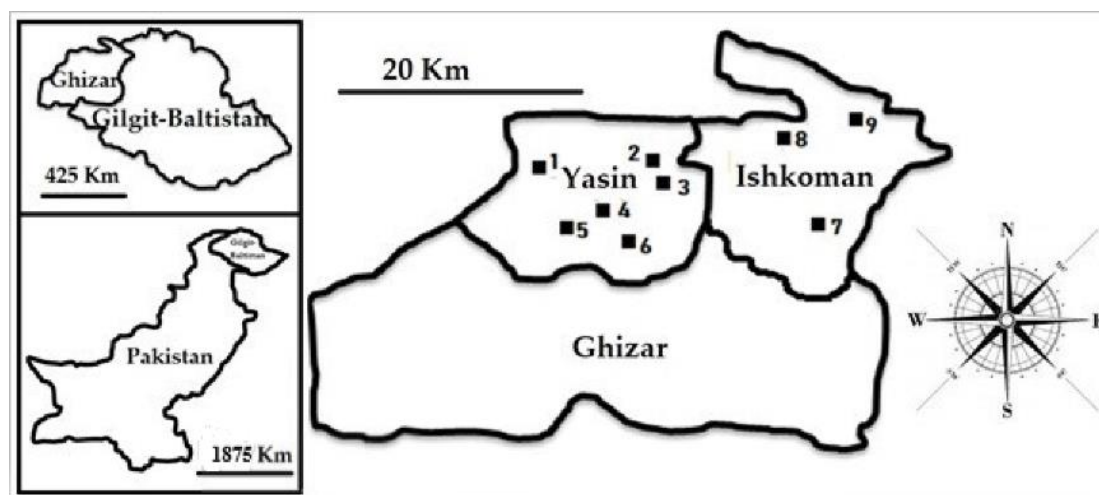 Ghizar
Gilgit-Baltistan
425 Km
Gilgit
Baltistan
Pakistan
1875 Km
20 Km
1
2
Yasin
3
4
5
6
Ishkoman
8
9
7
Ghizar
N
W
E
S